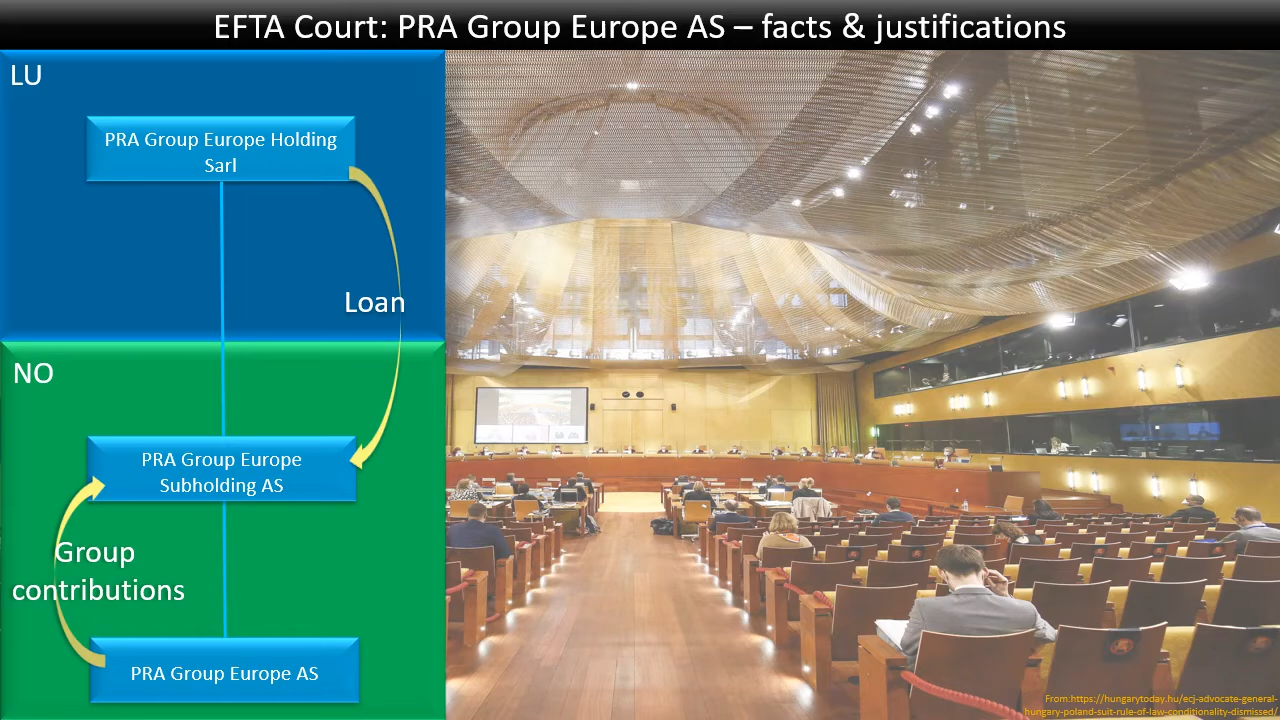 EFTA Court: PRA Group Europe AS – facts & justifications
LU
PRA Group Europe Holding
Sarl
Loan
NO
PRA Group Europe
Subholding AS
Group
contributions
PRA Group Europe AS
From:https://hungarytoday.hu/ecj-advocate-general-
hungary-poland-suit-rule-of-law-conditionality-dismissed/